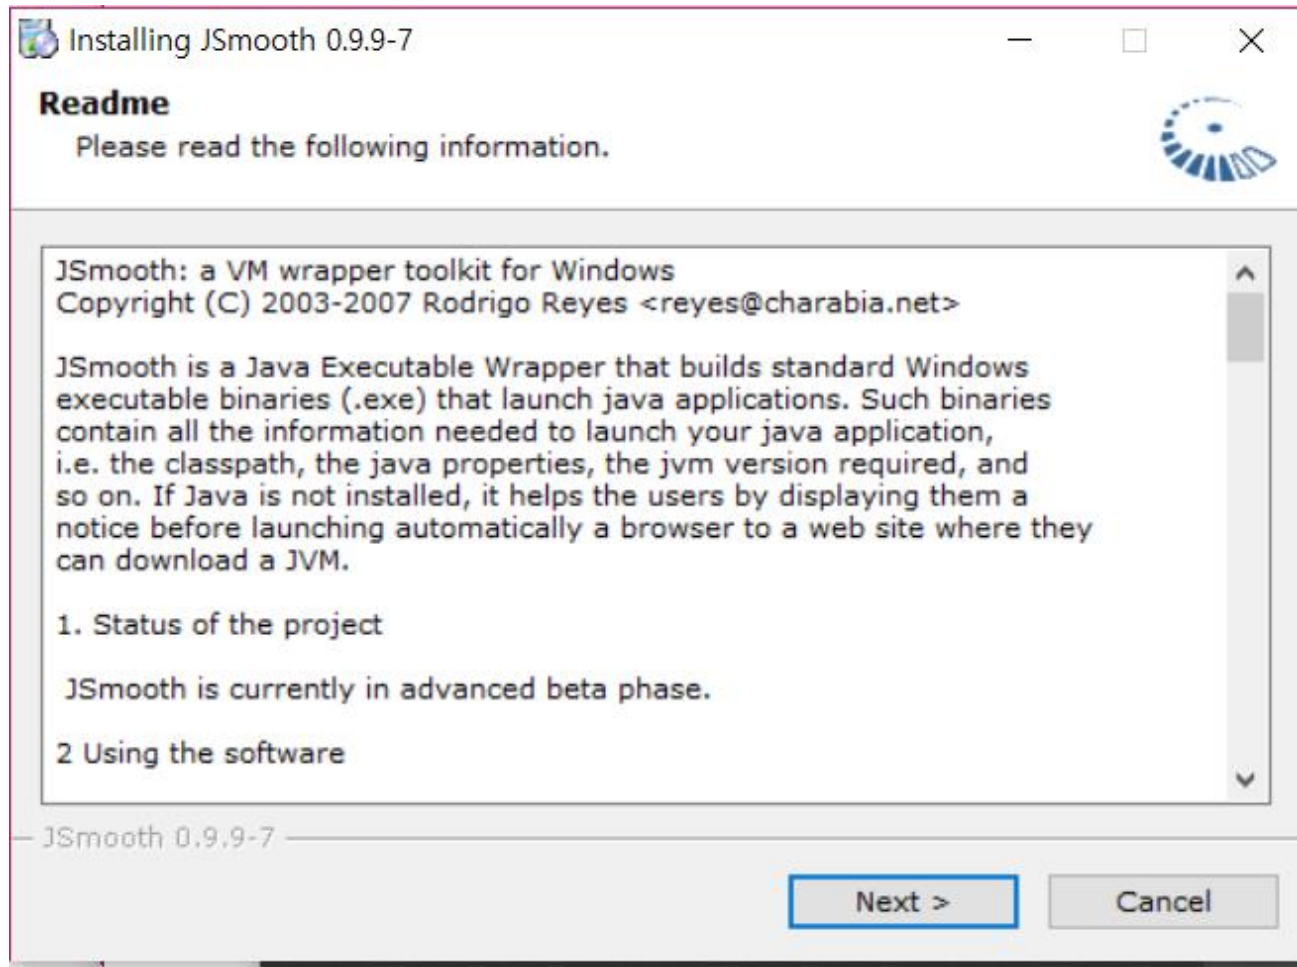 Installing JSmooth 0.9.9-7
Readme
Please read the following information.
JSmooth: a VM wrapper toolkit for Windows
Copyright (C) 2003-2007 Rodrigo Reyes <reyes@charabia.net>
JSmooth is a Java Executable Wrapper that builds standard Windows
executable binaries (.exe) that launch java applications. Such binaries
contain all the information needed to launch your java application,
i.e. the classpath, the java properties, the jvm version required, and
so on. If Java is not installed, it helps the users by displaying them a
notice before launching automatically a browser to a web site where they
can download a JVM.
1. Status of the project
JSmooth is currently in advanced beta phase.
2 Using the software
JSmooth 0.9.9-7
Next >
Cancel